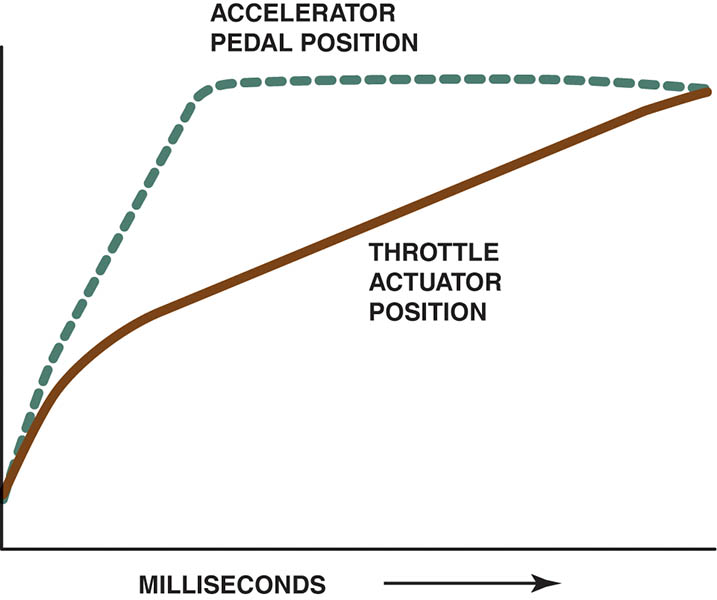 ACCELERATOR
PEDAL POSITION
THROTTLE
ACTUATOR
POSITION
MILLISECONDS